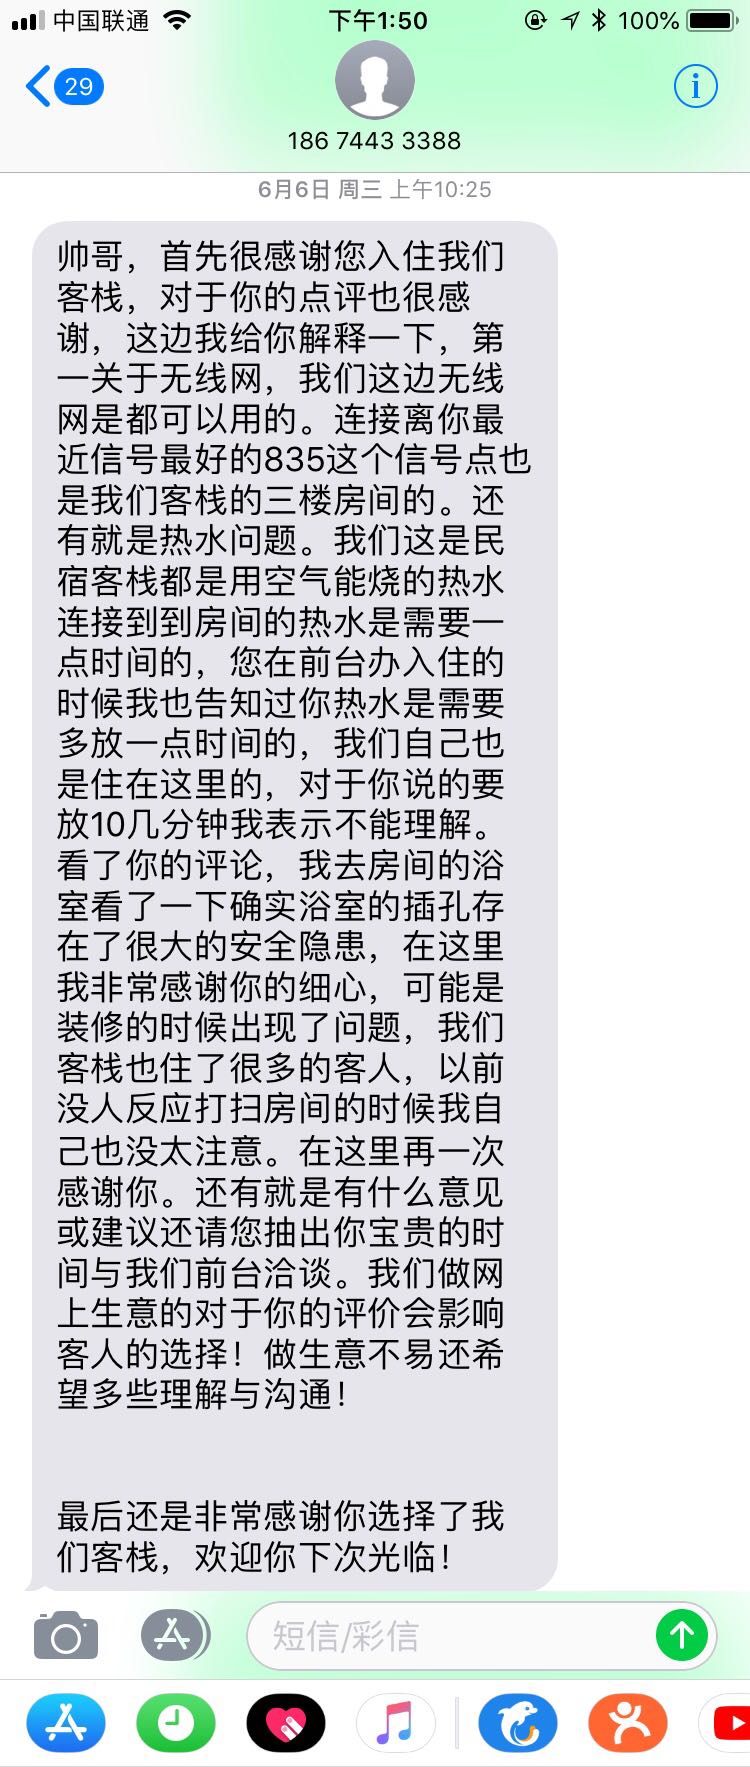 中国联通
下午1:50
100%
29
186 7443 3388
6月6日 周三 上午10:25
帅哥，首先很感谢您入住我们
客栈，对于你的点评也很感
谢，这边我给你解释一下，第
一关于无线网，我们这边无线
网是都可以用的。连接离你最
近信号最好的835这个信号点也
是我们客栈的三楼房间的。还
有就是热水问题。我们这是民
宿客栈都是用空气能烧的热水
连接到到房间的热水是需要一
点时间的，您在前台办入住的
时候我也告知过你热水是需要
多放一点时间的，我们自己也
是住在这里的，对于你说的要
放10几分钟我表示不能理解。
看了你的评论，我去房间的浴
室看了一下确实浴室的插孔存
在了很大的安全隐患，在这里
我非常感谢你的细心，可能是
装修的时候出现了问题，我们
客栈也住了很多的客人，以前
没人反应打扫房间的时候我自
己也没太注意。在这里再一次
感谢你。还有就是有什么意见
或建议还请您抽出你宝贵的时
间与我们前台洽谈。我们做网
上生意的对于你的评价会影响
客人的选择！做生意不易还希
望多些理解与沟通！
最后还是非常感谢你选择了我
们客栈，欢迎你下次光临！
短信/彩信